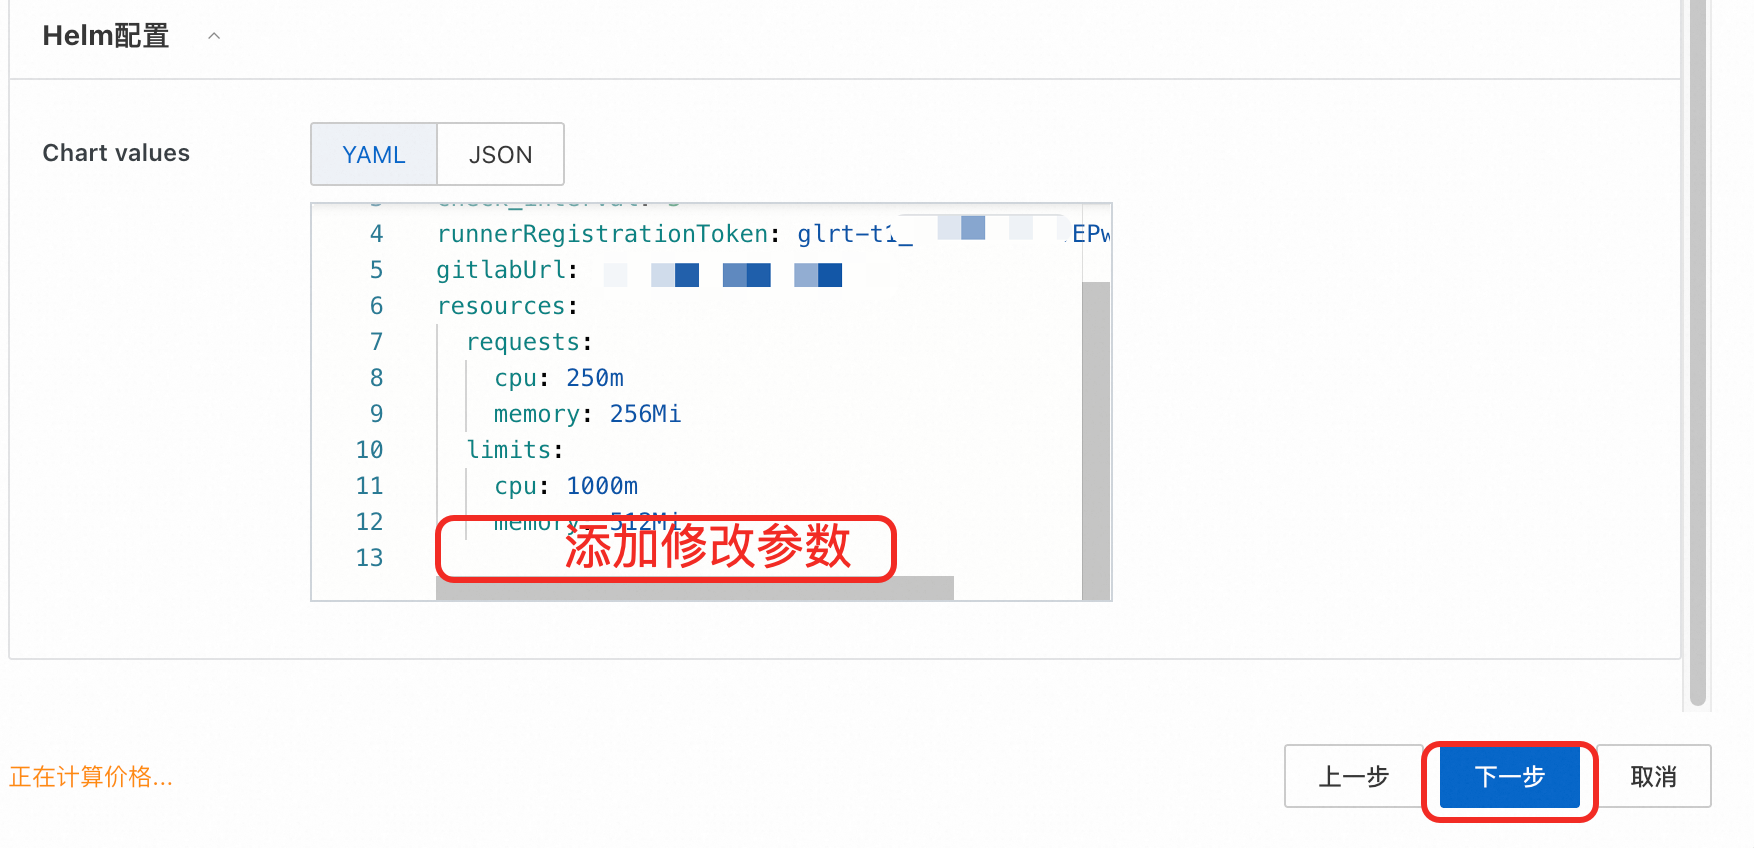 Helm配置
Chart values
YAML JSON
3 check_interval: 3
4 runnerRegistrationToken: glrt-t1_ EPw
5 gitlabUrl:
6 resources:
7 requests:
8 cpu: 250m
9 memory: 256Mi
10 limits:
11 cpu: 1000m
12 memory: 512Mi
13
添加修改参数
正在计算价格...
上一步 下一步 取消